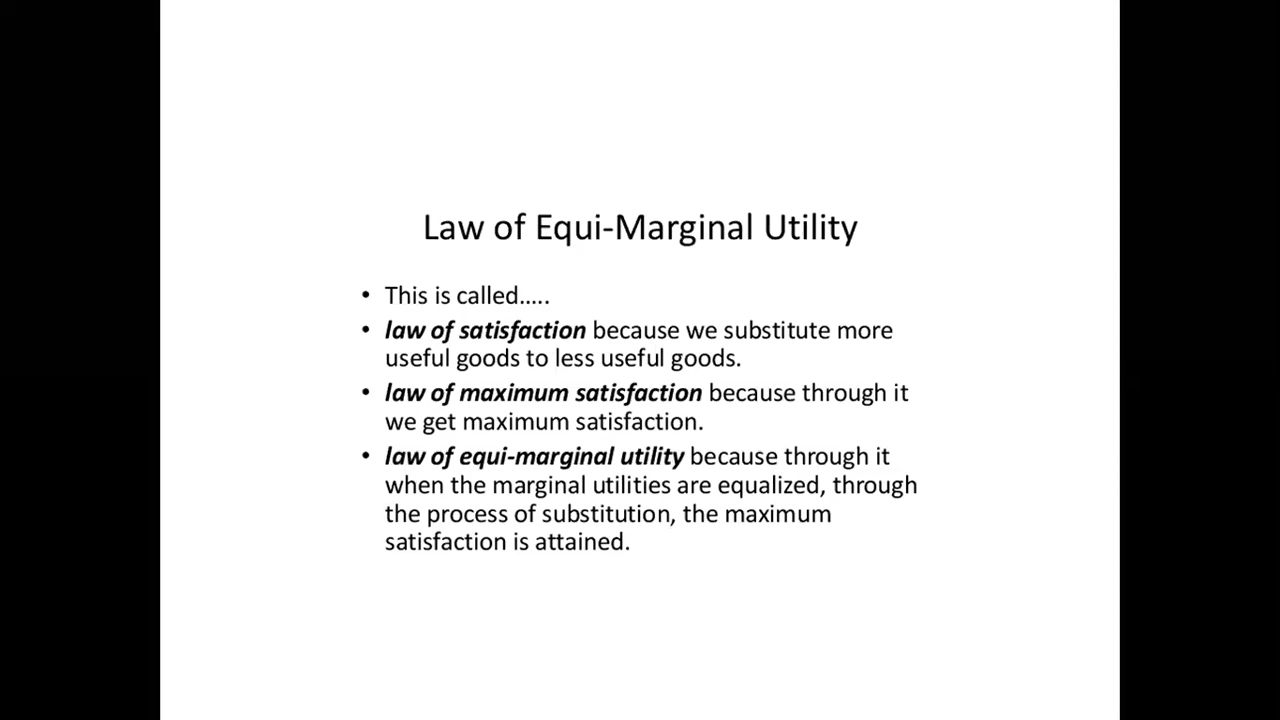 Law of Equi-Marginal Utility
• This is called.....
• law of satisfaction because we substitute more
useful goods to less useful goods.
• law of maximum satisfaction because through it
we get maximum satisfaction.
• law of equi-marginal utility because through it
when the marginal utilities are equalized, through
the process of substitution, the maximum
satisfaction is attained.